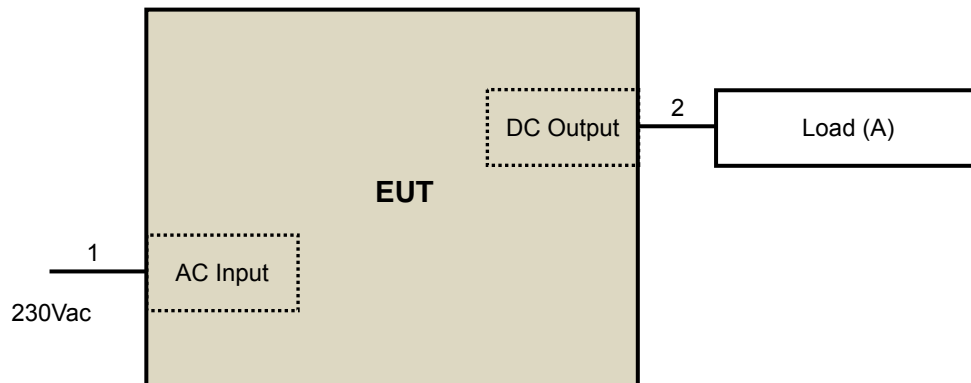 2
DC Output
Load (A)
EUT
1
AC Input
230Vac